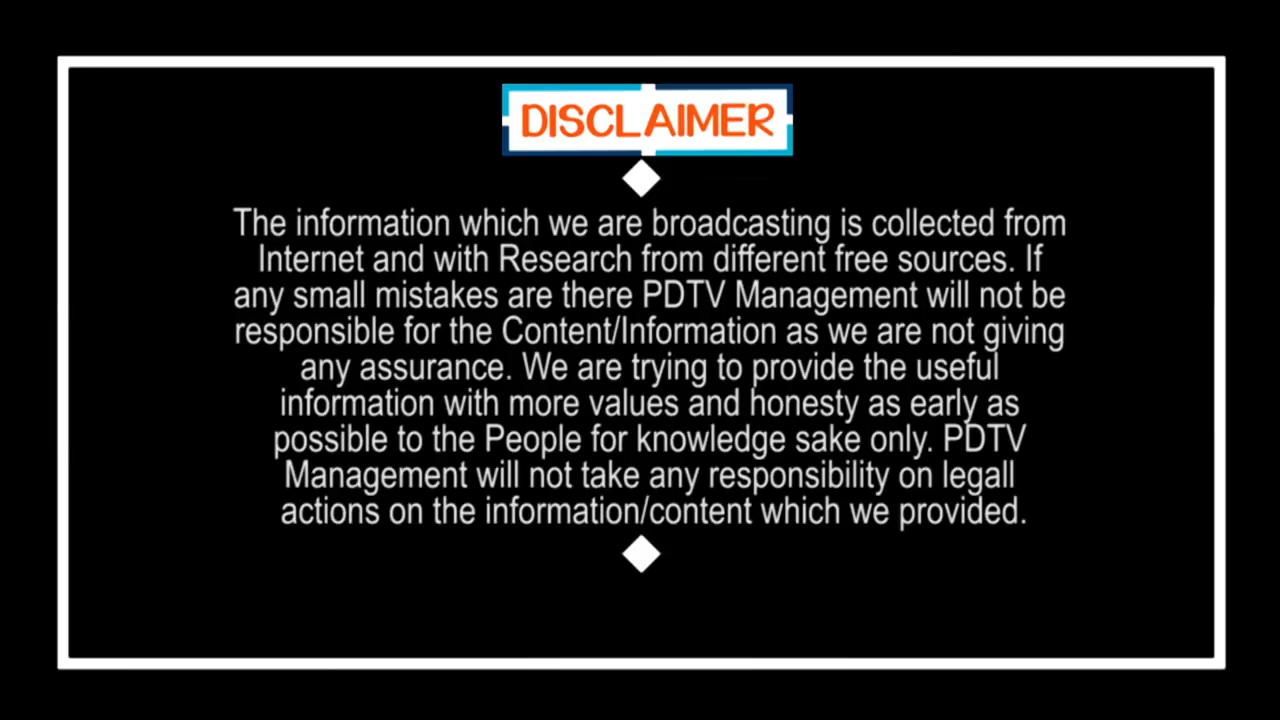 DISCLAIMER
The information which we are broadcasting is collected from
Internet and with Research from different free sources. If
any small mistakes are there PDTV Management will not be
responsible for the Content/Information as we are not giving
any assurance. We are trying to provide the useful
information with more values and honesty as early as
possible to the People for knowledge sake only. PDTV
Management will not take any responsibility on legall
actions on the information/content which we provided.